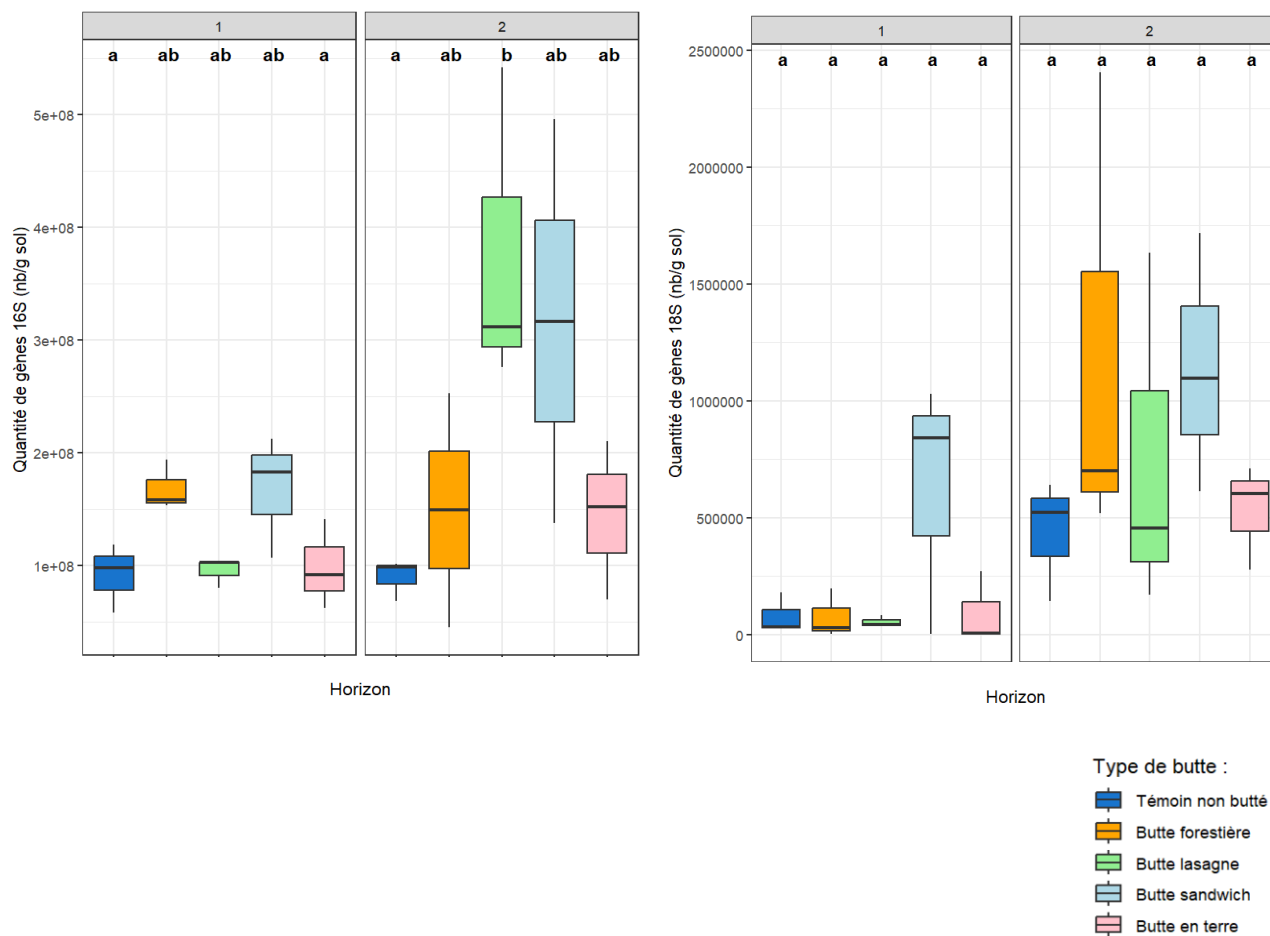 1
2
a ab ab ab a
a ab b ab ab
5e+08
4e+08
3e+08
2e+08
1e+08
Quantité de gènes 16S (nb/g sol)
Horizon
1
2
a a a a a
a a a a a
2500000
2000000
1500000
1000000
500000
0
Quantité de gènes 18S (nb/g sol)
Horizon
Type de butte :
Témoin non butté
Butte forestière
Butte lasagne
Butte sandwich
Butte en terre